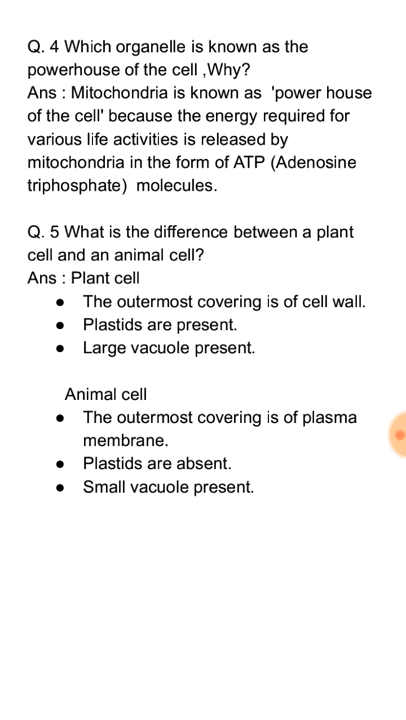 Q. 4 Which organelle is known as the
powerhouse of the cell ,Why?
Ans : Mitochondria is known as  'power house
of the cell' because the energy required for
various life activities is released by
mitochondria in the form of ATP (Adenosine
triphosphate)  molecules.
Q. 5 What is the difference between a plant
cell and an animal cell?
Ans : Plant cell
● The outermost covering is of cell wall.
● Plastids are present.
● Large vacuole present.
Animal cell
● The outermost covering is of plasma
membrane.
● Plastids are absent.
● Small vacuole present.